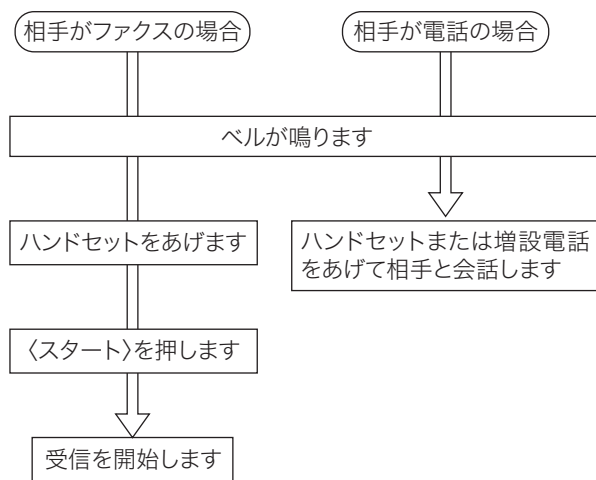 相手がファクスの場合
相手が電話の場合
ベルが鳴ります
ハンドセットをあげます
ハンドセットまたは増設電話
をあげて相手と会話します
〈スタート〉を押します
受信を開始します